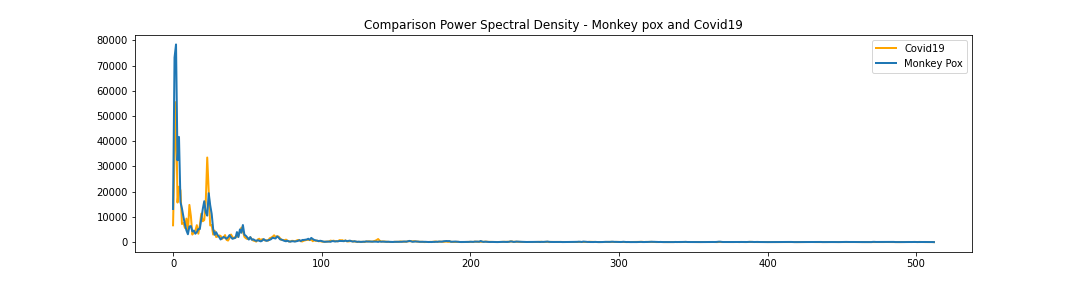 Comparison Power Spectral Density - Monkey pox and Covid19
80000
70000
60000
50000
40000
30000
20000
10000
0
0 100 200 300 400 500
Covid19
Monkey Pox